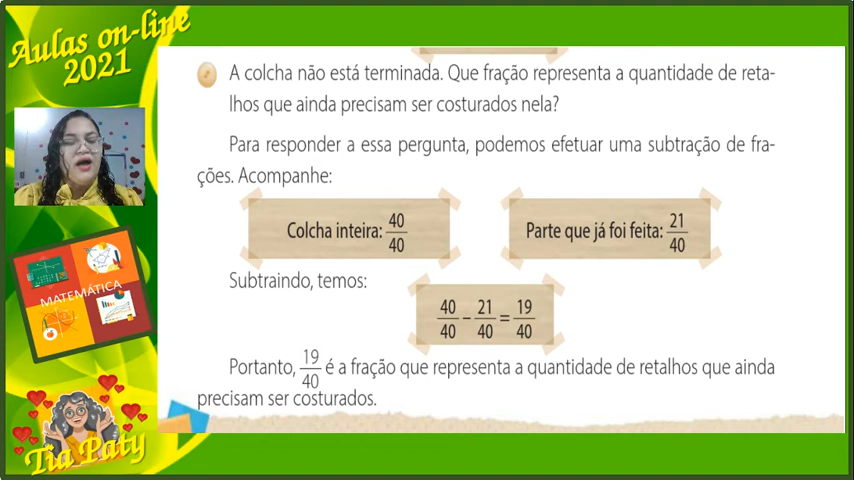 Aulas on-line
2021
A colcha não está terminada. Que fração representa a quantidade de reta-
lhos que ainda precisam ser costurados nela?
Para responder a essa pergunta, podemos efetuar uma subtração de fra-
ções. Acompanhe:
Colcha inteira: 40/40
Parte que já foi feita: 21/40
Subtraindo, temos:
40/40 – 21/40 = 19/40
MATEMÁTICA
Portanto, 19/40 é a fração que representa a quantidade de retalhos que ainda
precisam ser costurados.
Tia Paty